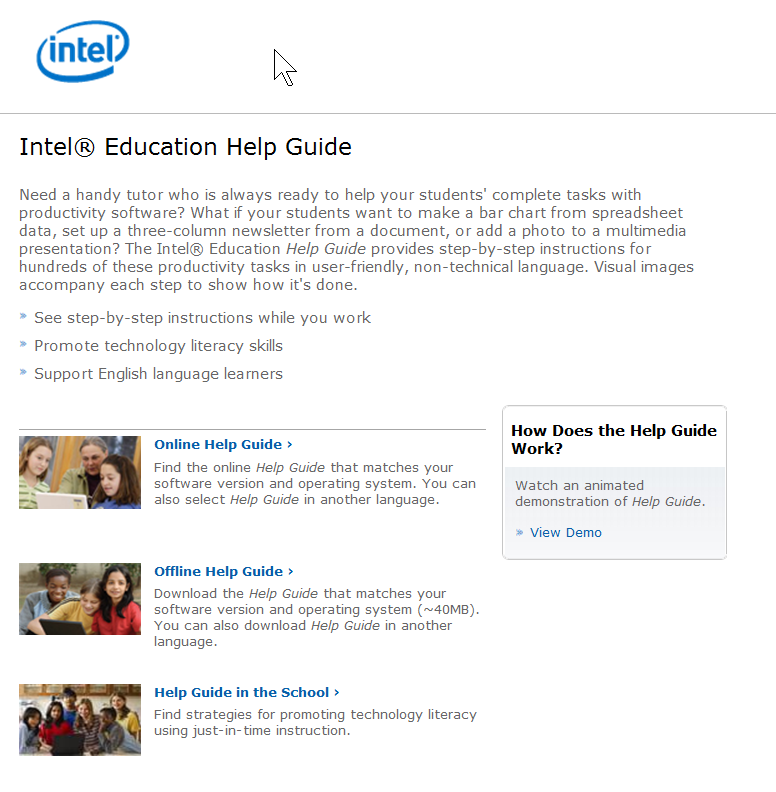 intel
Intel® Education Help Guide
Need a handy tutor who is always ready to help your students' complete tasks with
productivity software? What if your students want to make a bar chart from spreadsheet
data, set up a three-column newsletter from a document, or add a photo to a multimedia
presentation? The Intel® Education Help Guide provides step-by-step instructions for
hundreds of these productivity tasks in user-friendly, non-technical language. Visual images
accompany each step to show how it's done.
» See step-by-step instructions while you work
» Promote technology literacy skills
» Support English language learners
Online Help Guide ›
Find the online Help Guide that matches your
software version and operating system. You can
also select Help Guide in another language.
Offline Help Guide ›
Download the Help Guide that matches your
software version and operating system (~40MB).
You can also download Help Guide in another
language.
Help Guide in the School ›
Find strategies for promoting technology literacy
using just-in-time instruction.
How Does the Help Guide
Work?
Watch an animated
demonstration of Help Guide.
» View Demo